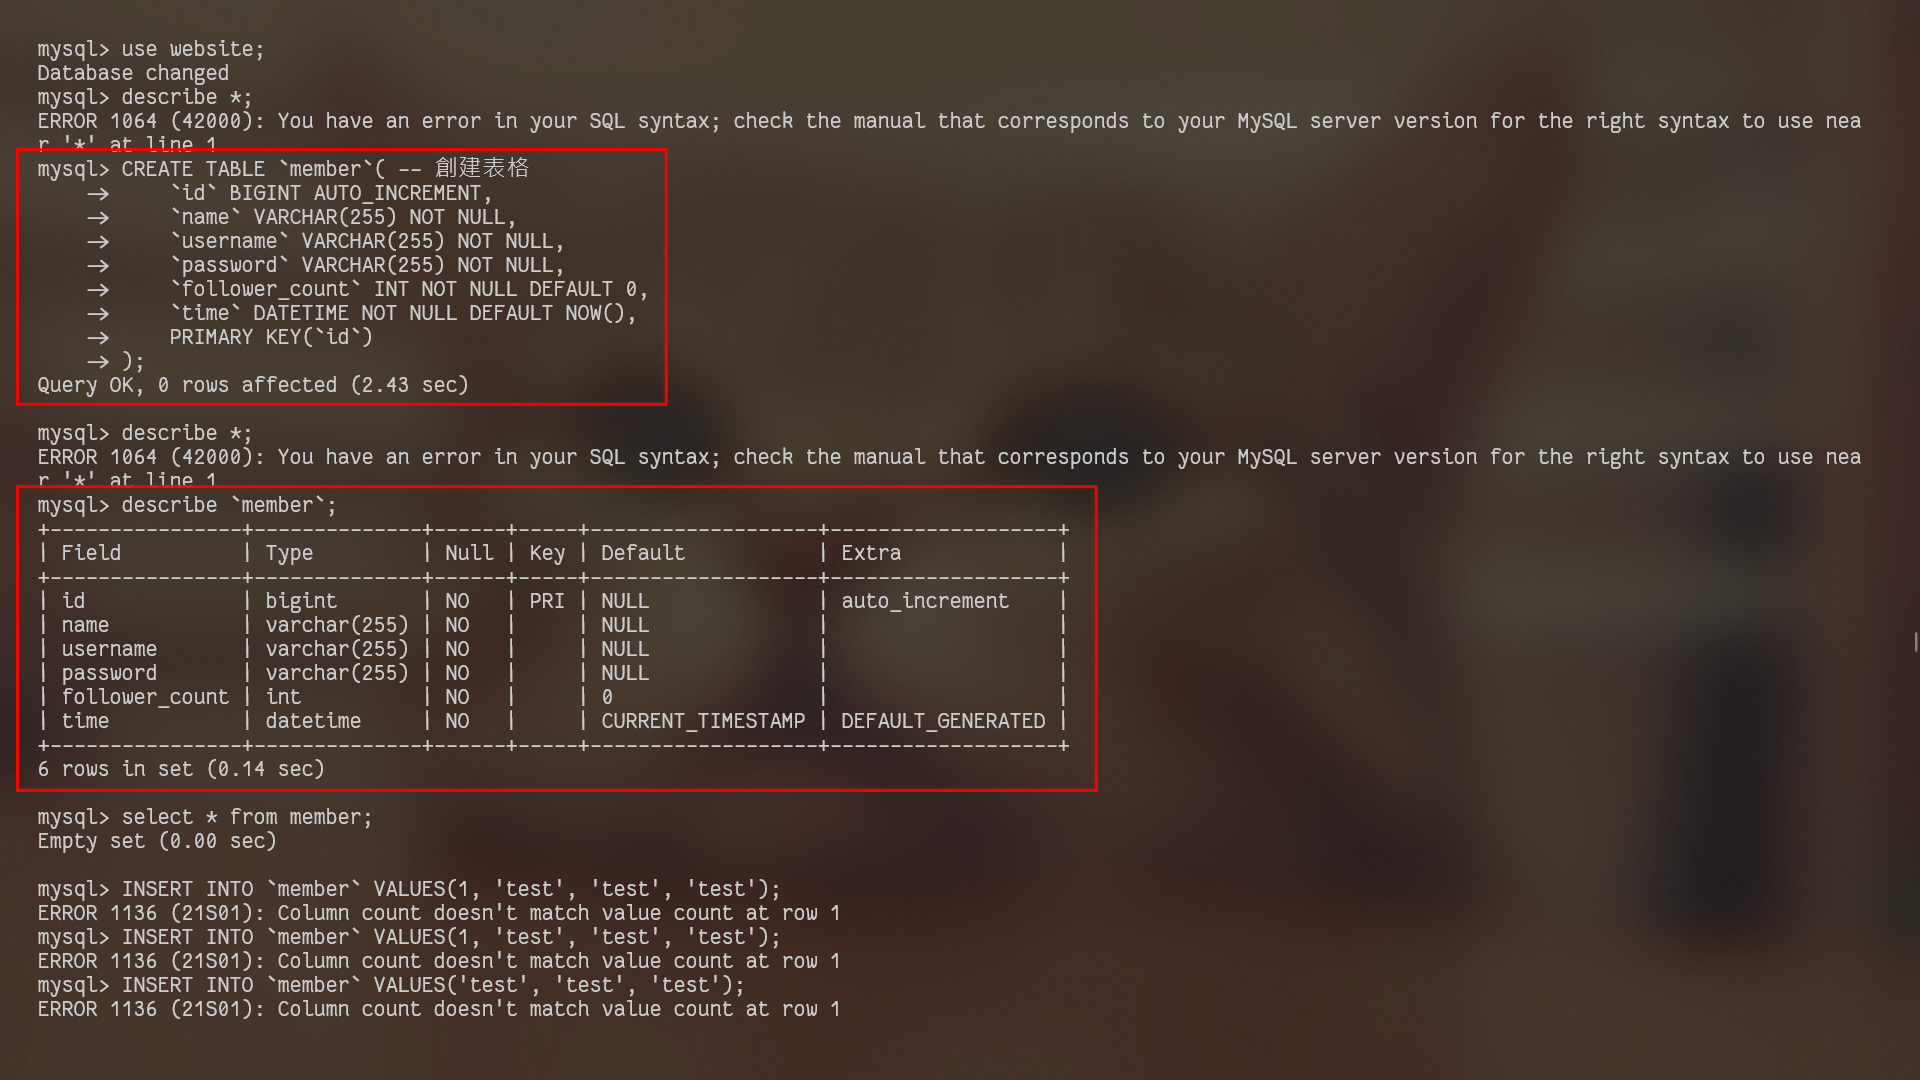 mysql> use website;
Database changed
mysql> describe *;
ERROR 1064 (42000): You have an error in your SQL syntax; check the manual that corresponds to your MySQL server version for the right syntax to use nea
r '*' at line 1
mysql> CREATE TABLE `member`( -- 創建表格
    ->     `id` BIGINT AUTO_INCREMENT,
    ->     `name` VARCHAR(255) NOT NULL,
    ->     `username` VARCHAR(255) NOT NULL,
    ->     `password` VARCHAR(255) NOT NULL,
    ->     `follower_count` INT NOT NULL DEFAULT 0,
    ->     `time` DATETIME NOT NULL DEFAULT NOW(),
    ->     PRIMARY KEY(`id`)
    -> );
Query OK, 0 rows affected (2.43 sec)
mysql> describe *;
ERROR 1064 (42000): You have an error in your SQL syntax; check the manual that corresponds to your MySQL server version for the right syntax to use nea
r '*' at line 1
mysql> describe `member`;
+----------------+--------------+------+-----+-------------------+-------------------+
| Field          | Type         | Null | Key | Default           | Extra             |
+----------------+--------------+------+-----+-------------------+-------------------+
| id             | bigint       | NO   | PRI | NULL              | auto_increment    |
| name           | varchar(255) | NO   |     | NULL              |                   |
| username       | varchar(255) | NO   |     | NULL              |                   |
| password       | varchar(255) | NO   |     | NULL              |                   |
| follower_count | int          | NO   |     | 0                 |                   |
| time           | datetime     | NO   |     | CURRENT_TIMESTAMP | DEFAULT_GENERATED |
+----------------+--------------+------+-----+-------------------+-------------------+
6 rows in set (0.14 sec)
mysql> select * from member;
Empty set (0.00 sec)
mysql> INSERT INTO `member` VALUES(1, 'test', 'test', 'test');
ERROR 1136 (21S01): Column count doesn't match value count at row 1
mysql> INSERT INTO `member` VALUES(1, 'test', 'test', 'test');
ERROR 1136 (21S01): Column count doesn't match value count at row 1
mysql> INSERT INTO `member` VALUES('test', 'test', 'test');
ERROR 1136 (21S01): Column count doesn't match value count at row 1